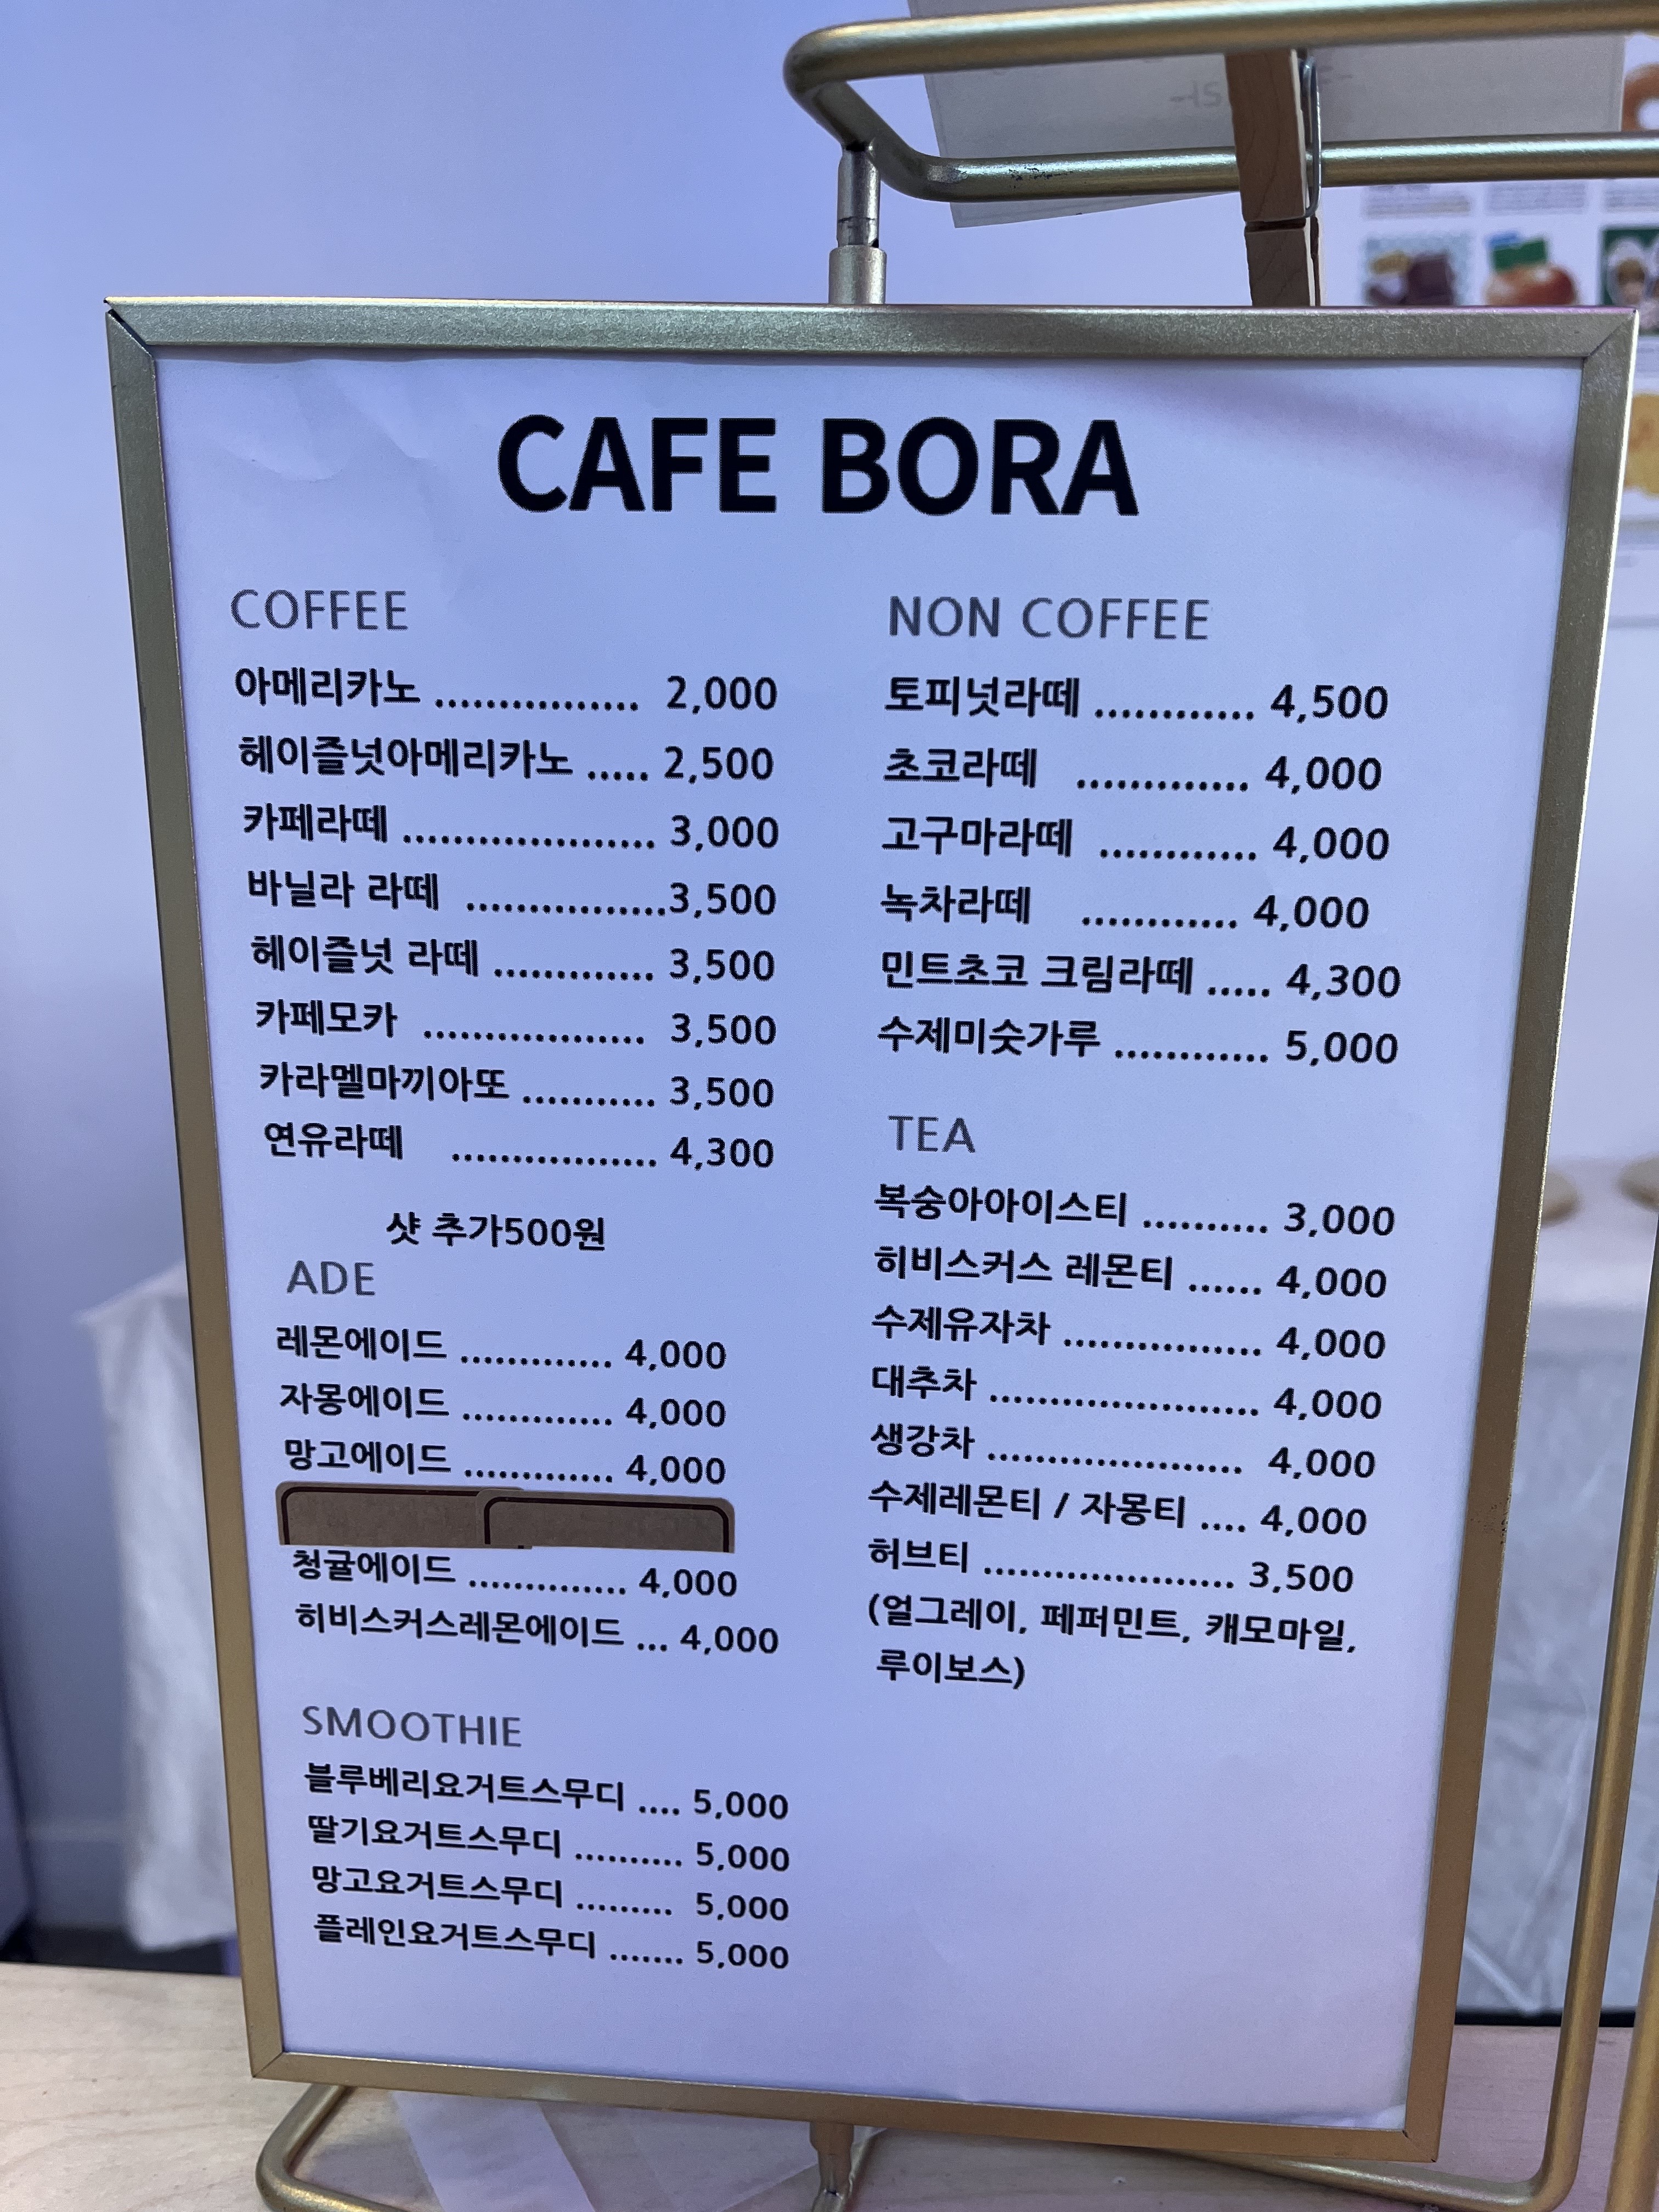 CAFE BORA
COFFEE
아메리카노 ................ 2,000
헤이즐넛아메리카노 ..... 2,500
카페라떼 .................... 3,000
바닐라 라떼 ................3,500
헤이즐넛 라떼 ............. 3,500
카페모카 .................. 3,500
카라멜마끼아또 ........... 3,500
연유라떼 ................. 4,300
샷 추가500원
ADE
레몬에이드 ............. 4,000
자몽에이드 ............. 4,000
망고에이드 ............. 4,000
청귤에이드 .............. 4,000
히비스커스레몬에이드 ... 4,000
SMOOTHIE
블루베리요거트스무디 .... 5,000
딸기요거트스무디 .......... 5,000
망고요거트스무디 ......... 5,000
플레인요거트스무디 ....... 5,000
NON COFFEE
토피넛라떼 ............ 4,500
초코라떼 ............. 4,000
고구마라떼 ............ 4,000
녹차라떼 ............ 4,000
민트초코 크림라떼 ..... 4,300
수제미숫가루 ............ 5,000
TEA
복숭아아이스티 .......... 3,000
히비스커스 레몬티 ...... 4,000
수제유자차 ................. 4,000
대추차 ....................... 4,000
생강차 ...................... 4,000
수제레몬티 / 자몽티 .... 4,000
허브티 ..................... 3,500
(얼그레이, 페퍼민트, 캐모마일,
루이보스)